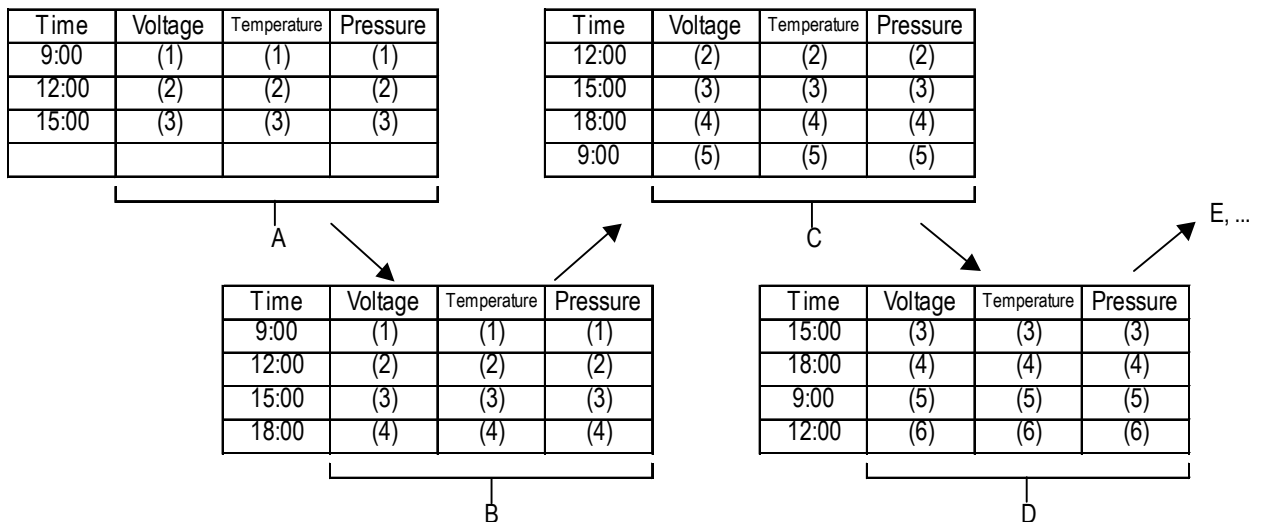 Time Voltage Temperature Pressure
9:00 (1) (1) (1)
12:00 (2) (2) (2)
15:00 (3) (3) (3)
A
Time Voltage Temperature Pressure
9:00 (1) (1) (1)
12:00 (2) (2) (2)
15:00 (3) (3) (3)
18:00 (4) (4) (4)
B
Time Voltage Temperature Pressure
12:00 (2) (2) (2)
15:00 (3) (3) (3)
18:00 (4) (4) (4)
9:00 (5) (5) (5)
C
Time Voltage Temperature Pressure
15:00 (3) (3) (3)
18:00 (4) (4) (4)
9:00 (5) (5) (5)
12:00 (6) (6) (6)
D
E, ...